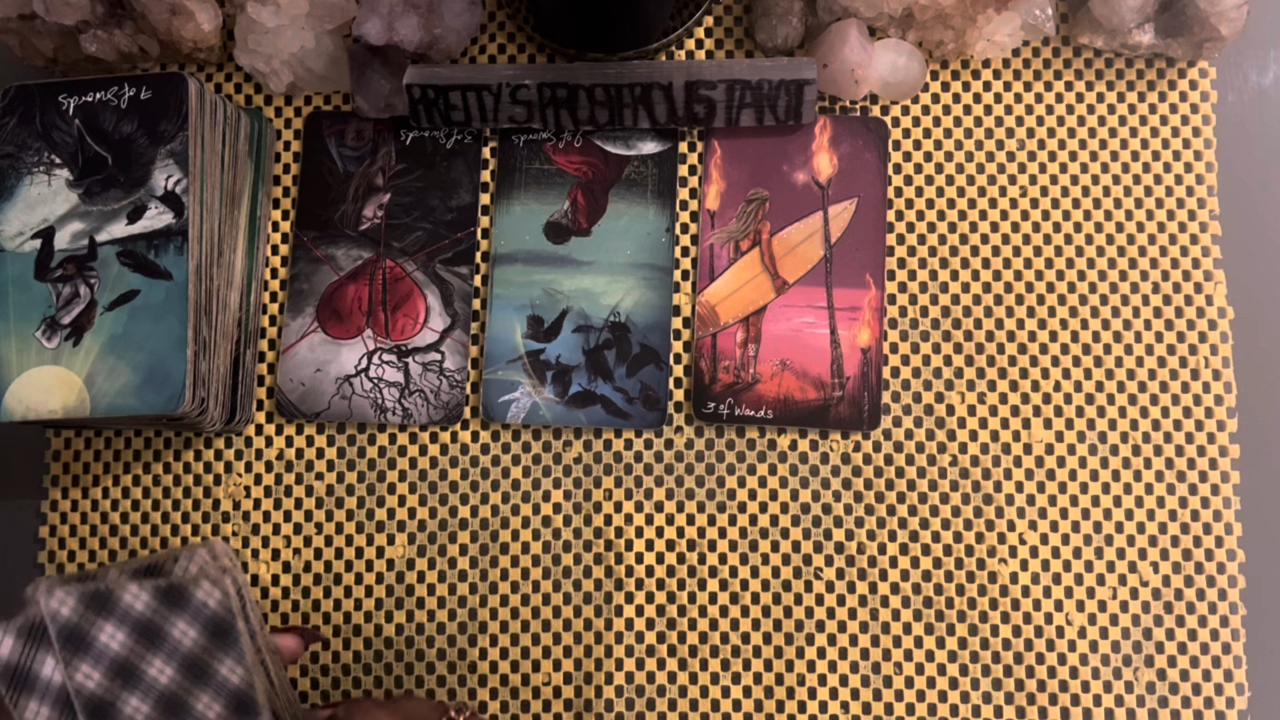 PRETTY'S PROSPEROUS TAROT
7 of Swords
3 of Swords
9 of Swords
3 of Wands